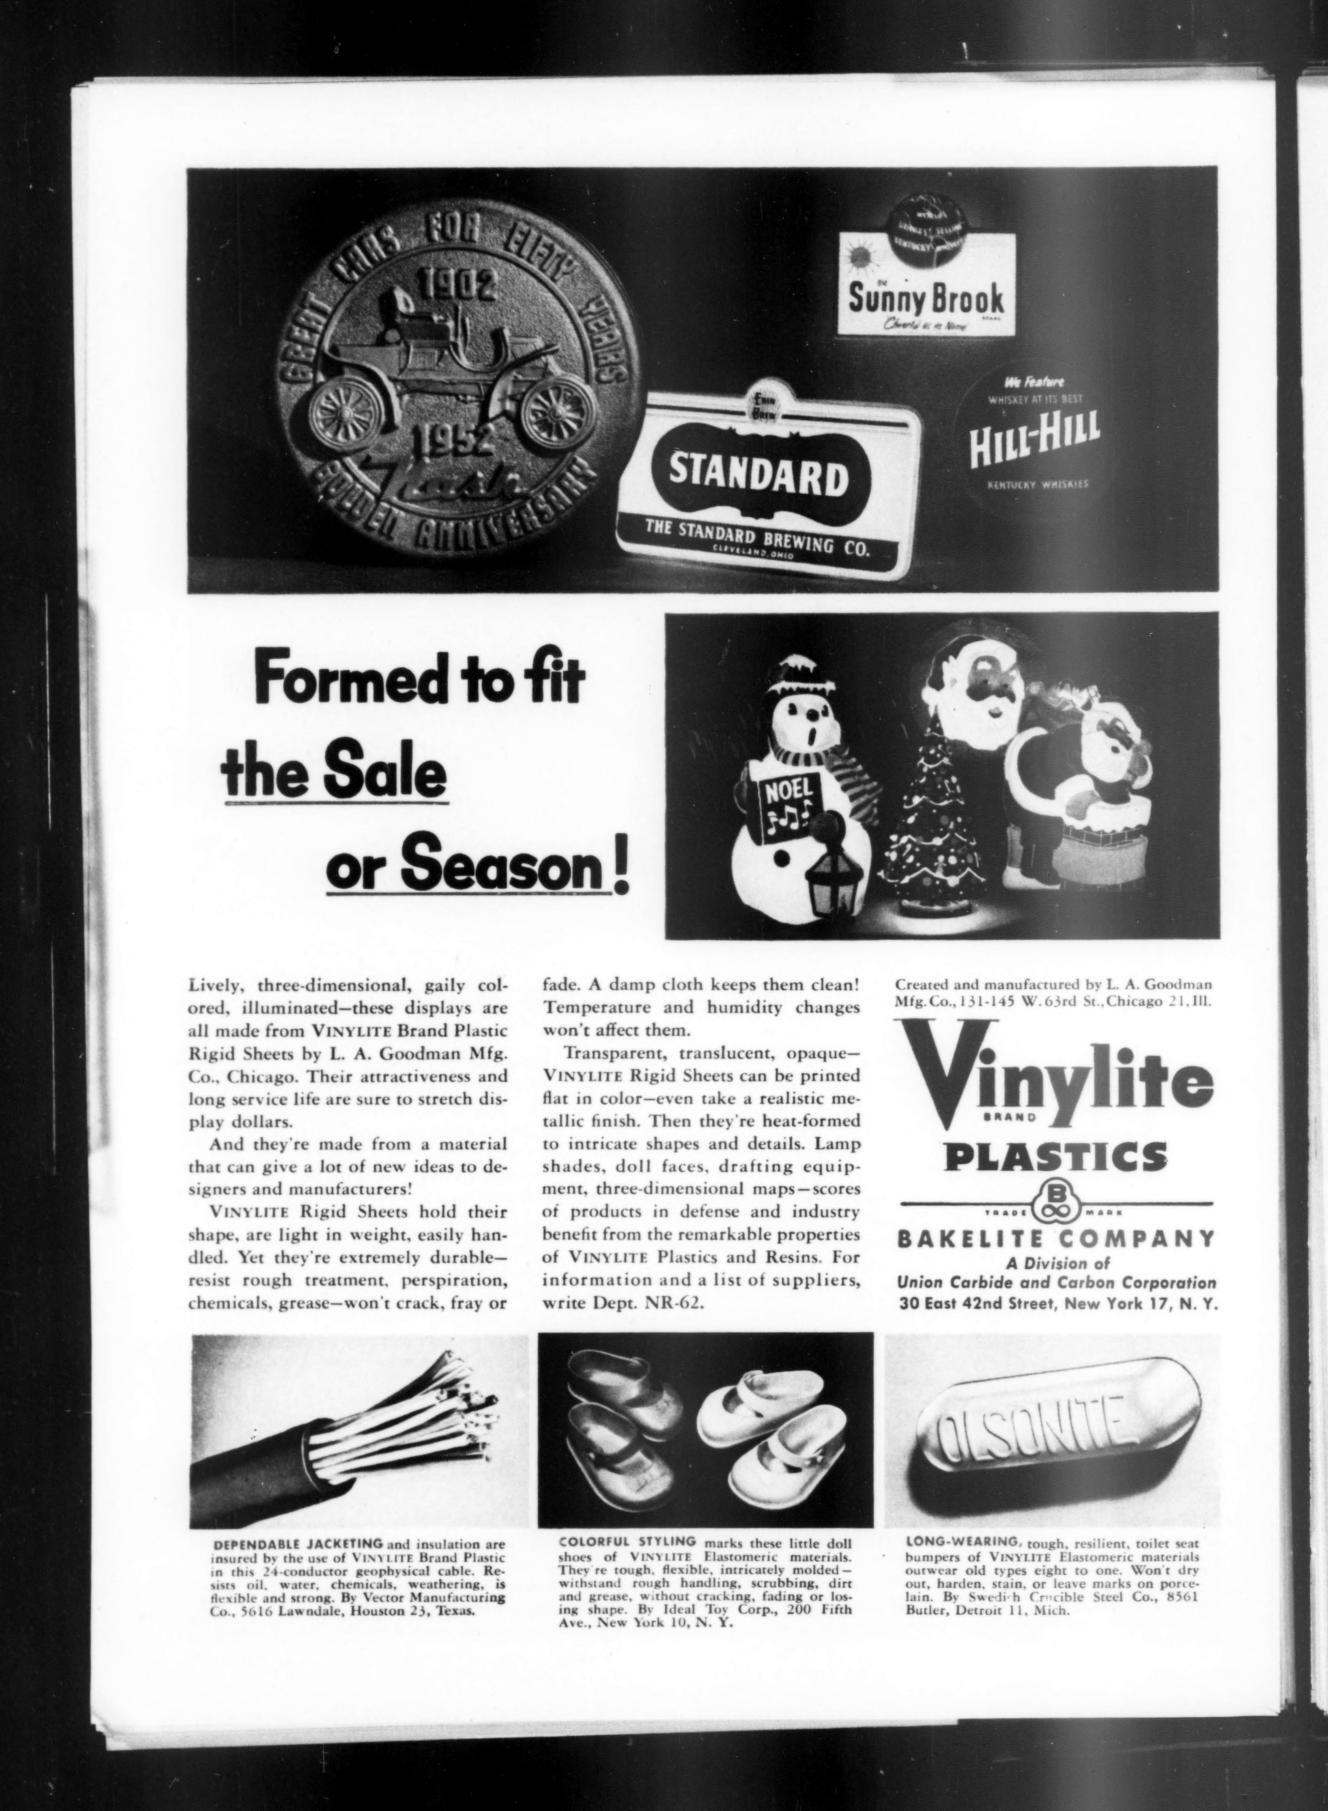 GREAT CARS FOR FIFTY YEARS
1902
1952
Nash
GOLDEN ANNIVERSARY
WORLD'S
LARGEST SELLING
KENTUCKY
the
Sunny Brook
BRAND
Cheerful as its Name
We Feature
WHISKEY AT ITS BEST
HILL-HILL
KENTUCKY WHISKIES
ERIN
BREW
STANDARD
THE STANDARD BREWING CO.
CLEVELAND, OHIO
Formed to fit
the Sale
or Season!
NOEL
Lively, three-dimensional, gaily col-
ored, illuminated—these displays are
all made from VINYLITE Brand Plastic
Rigid Sheets by L. A. Goodman Mfg.
Co., Chicago. Their attractiveness and
long service life are sure to stretch dis-
play dollars.
And they're made from a material
that can give a lot of new ideas to de-
signers and manufacturers!
VINYLITE Rigid Sheets hold their
shape, are light in weight, easily han-
dled. Yet they're extremely durable—
resist rough treatment, perspiration,
chemicals, grease—won't crack, fray or
fade. A damp cloth keeps them clean!
Temperature and humidity changes
won't affect them.
Transparent, translucent, opaque—
VINYLITE Rigid Sheets can be printed
flat in color—even take a realistic me-
tallic finish. Then they're heat-formed
to intricate shapes and details. Lamp
shades, doll faces, drafting equip-
ment, three-dimensional maps—scores
of products in defense and industry
benefit from the remarkable properties
of VINYLITE Plastics and Resins. For
information and a list of suppliers,
write Dept. NR-62.
Created and manufactured by L. A. Goodman
Mfg. Co., 131-145 W. 63rd St., Chicago 21, Ill.
Vinylite
BRAND
PLASTICS
B
TRADE MARK
BAKELITE COMPANY
A Division of
Union Carbide and Carbon Corporation
30 East 42nd Street, New York 17, N. Y.
OLSONITE
DEPENDABLE JACKETING and insulation are
insured by the use of VINYLITE Brand Plastic
in this 24-conductor geophysical cable. Re-
sists oil, water, chemicals, weathering, is
flexible and strong. By Vector Manufacturing
Co., 5616 Lawndale, Houston 23, Texas.
COLORFUL STYLING marks these little doll
shoes of VINYLITE Elastomeric materials.
They're tough, flexible, intricately molded—
withstand rough handling, scrubbing, dirt
and grease, without cracking, fading or los-
ing shape. By Ideal Toy Corp., 200 Fifth
Ave., New York 10, N. Y.
LONG-WEARING, tough, resilient, toilet seat
bumpers of VINYLITE Elastomeric materials
outwear old types eight to one. Won't dry
out, harden, stain, or leave marks on porce-
lain. By Swedish Crucible Steel Co., 8561
Butler, Detroit 11, Mich.